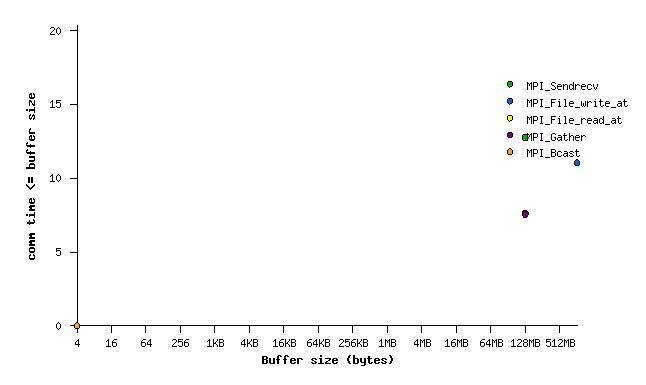 20
15
10
5
0
comm time <= buffer size
MPI_Sendrecv
MPI_File_write_at
MPI_File_read_at
MPI_Gather
MPI_Bcast
4 16 64 256 1KB 4KB 16KB 64KB 256KB 1MB 4MB 16MB 64MB 128MB 512MB
Buffer size (bytes)